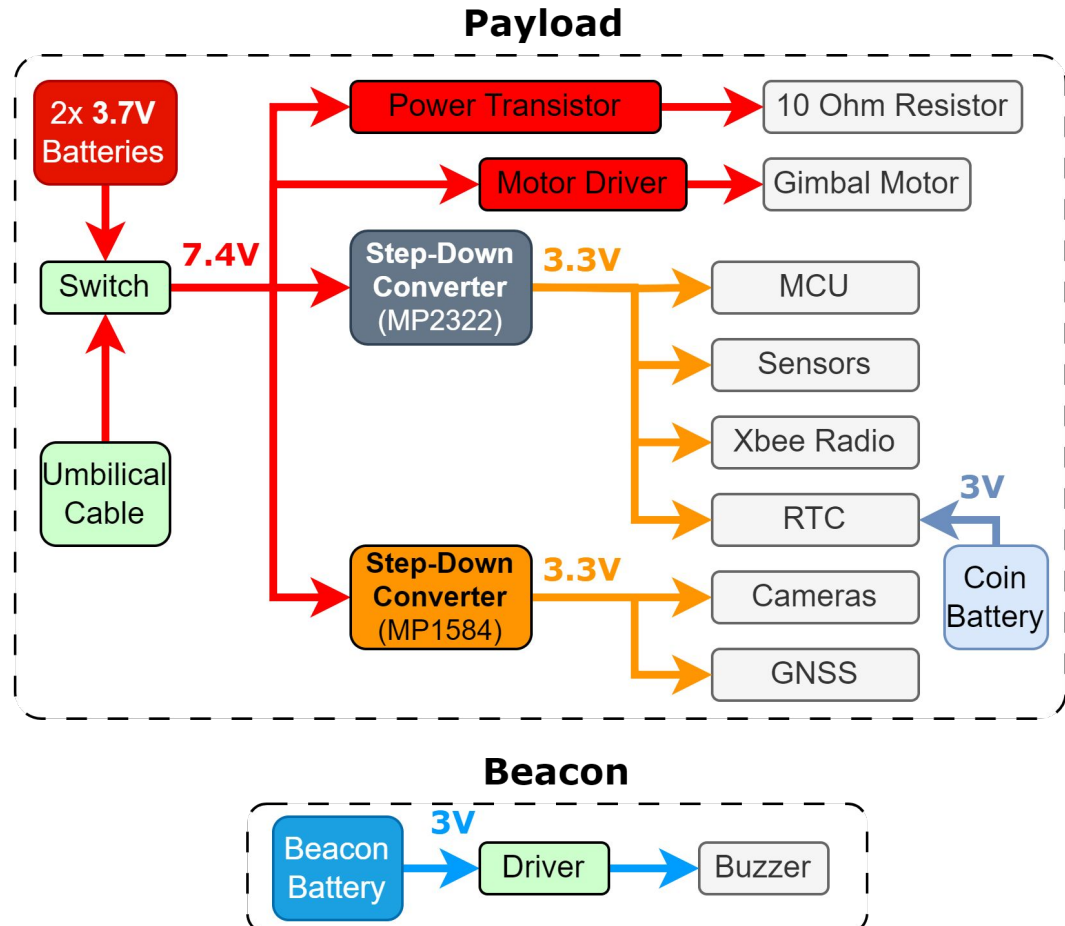 Payload
2x 3.7V
Batteries
Power Transistor
10 Ohm Resistor
Motor Driver
Gimbal Motor
Switch
7.4V
Step-Down
Converter
(MP2322)
3.3V
MCU
Sensors
Xbee Radio
RTC
3V
Coin
Battery
Umbilical
Cable
Step-Down
Converter
(MP1584)
3.3V
Cameras
GNSS
Beacon
Beacon
Battery
3V
Driver
Buzzer